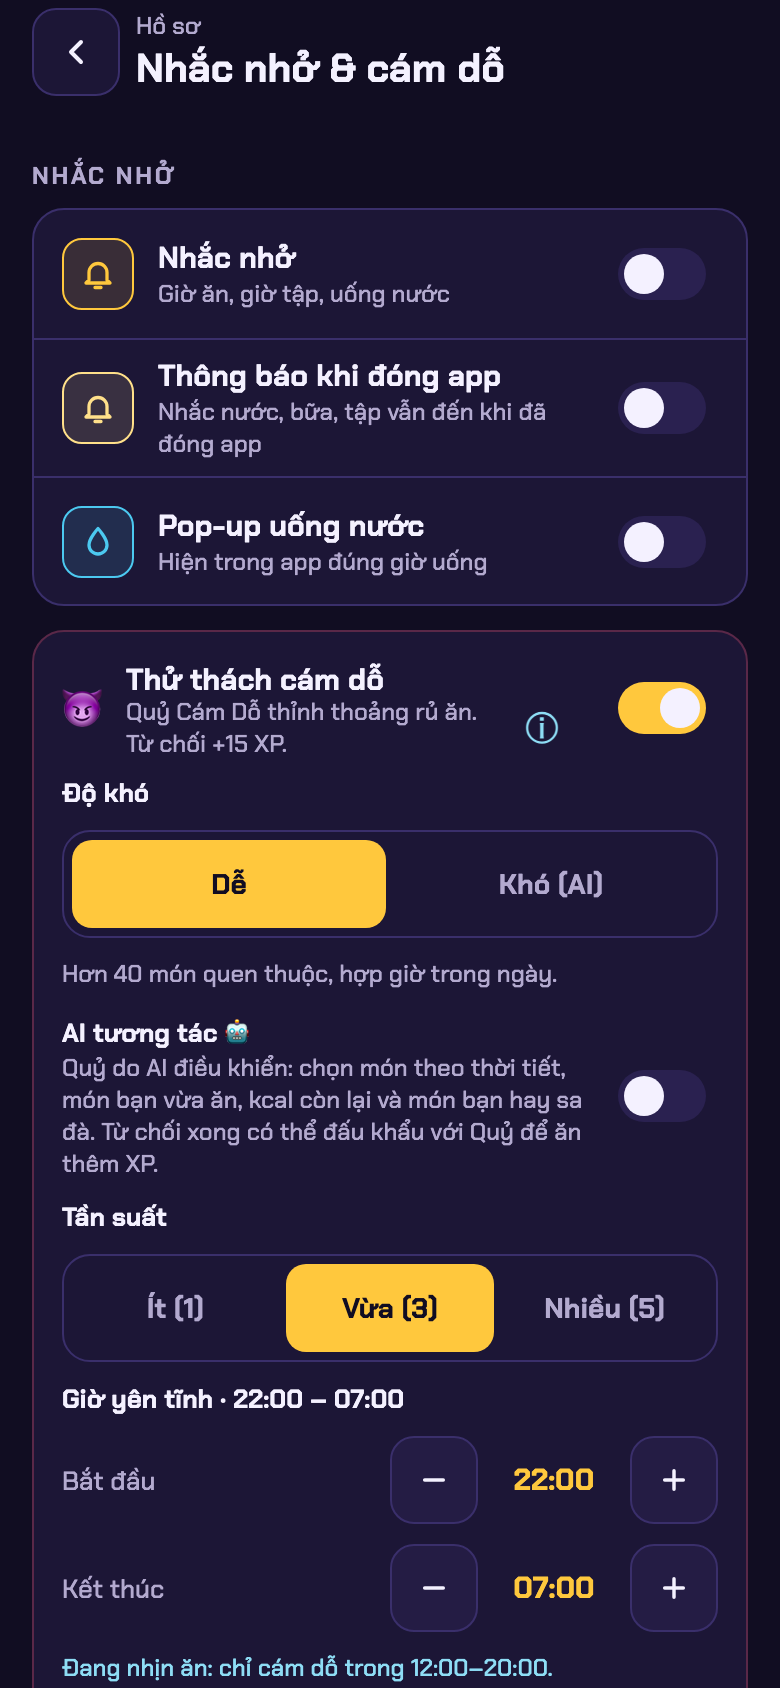 Hồ sơ
Nhắc nhở & cám dỗ
NHẮC NHỞ
Nhắc nhở
Giờ ăn, giờ tập, uống nước
Thông báo khi đóng app
Nhắc nước, bữa, tập vẫn đến khi đã
đóng app
Pop-up uống nước
Hiện trong app đúng giờ uống
Thử thách cám dỗ
Quỷ Cám Dỗ thỉnh thoảng rủ ăn.
Từ chối +15 XP.
Độ khó
Dễ
Khó (AI)
Hơn 40 món quen thuộc, hợp giờ trong ngày.
AI tương tác 🤖
Quỷ do AI điều khiển: chọn món theo thời tiết,
món bạn vừa ăn, kcal còn lại và món bạn hay sa
đà. Từ chối xong có thể đấu khẩu với Quỷ để ăn
thêm XP.
Tần suất
Ít (1)
Vừa (3)
Nhiều (5)
Giờ yên tĩnh · 22:00 – 07:00
Bắt đầu
22:00
Kết thúc
07:00
Đang nhịn ăn: chỉ cám dỗ trong 12:00–20:00.